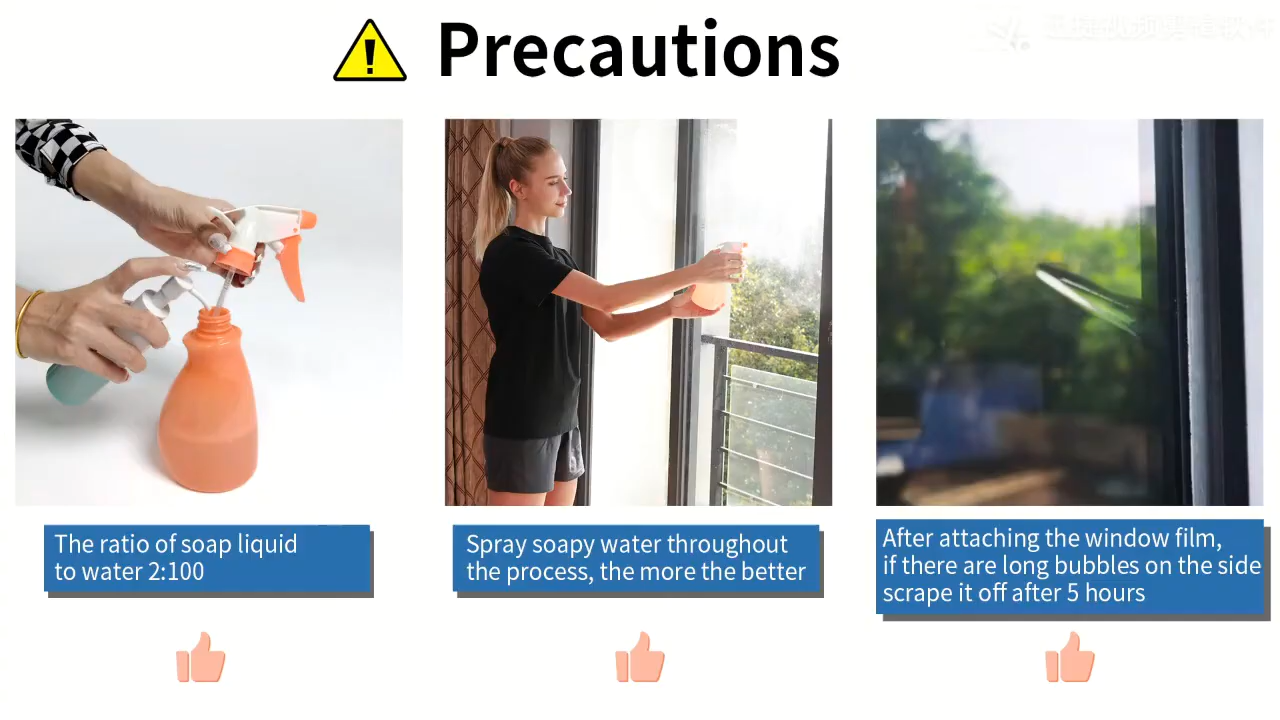 Precautions
The ratio of soap liquid
to water 2:100
Spray soapy water throughout
the process, the more the better
After attaching the window film,
if there are long bubbles on the side
scrape it off after 5 hours